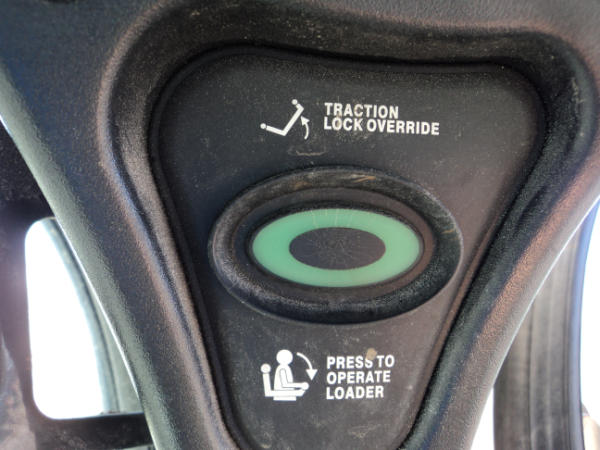 TRACTION
LOCK OVERRIDE
PRESS TO
OPERATE
LOADER